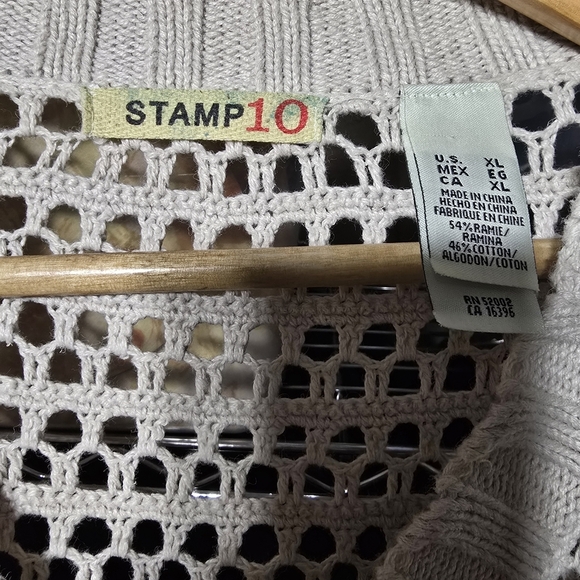 STAMP10
U.S. XL
MEX EG
CA XL
MADE IN CHINA
HECHO EN CHINA
FABRIQUE EN CHINE
54% RAMIE/
RAMINA
46% COTTON/
ALGODON/COTON
RN 52002
CA 16396